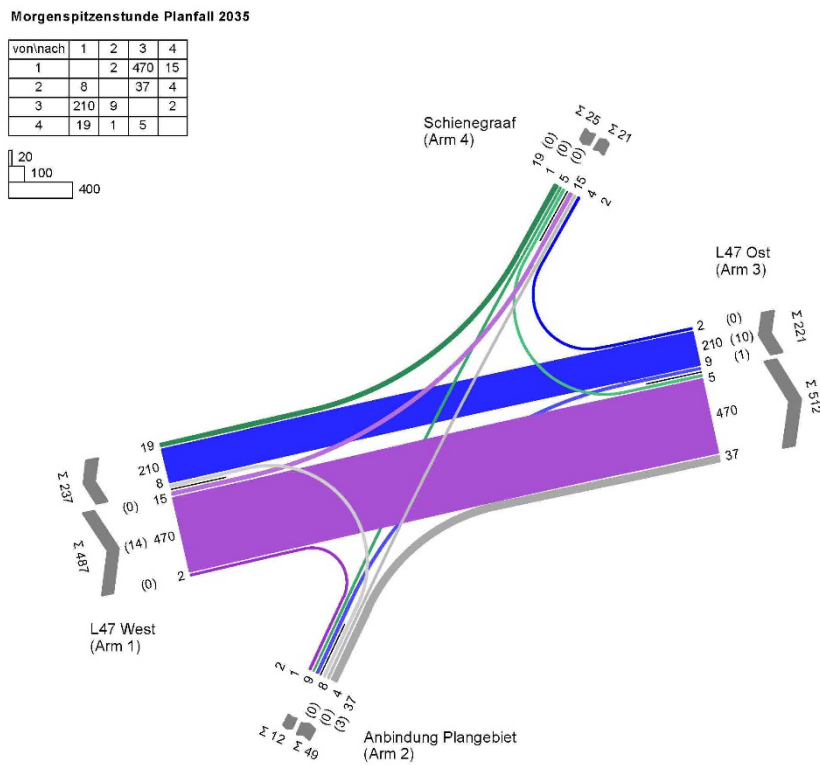 Morgenspitzenstunde Planfall 2035
von\nach 1 2 3 4
1 2 470 15
2 8 37 4
3 210 9 2
4 19 1 5
20
100
400
Schienegraaf
(Arm 4)
Σ 25 Σ 21
(0) (0) (0)
19 1 5 15 4 2
L47 Ost
(Arm 3)
2 (0)
210 (10)
9 (1)
5
470
37
Σ 221
Σ 512
19
210
8
15 (0)
470 (14)
2 (0)
Σ 237
Σ 487
L47 West
(Arm 1)
2 1 9 8 4 37
(0) (0) (3)
Σ 12 Σ 49
Anbindung Plangebiet
(Arm 2)